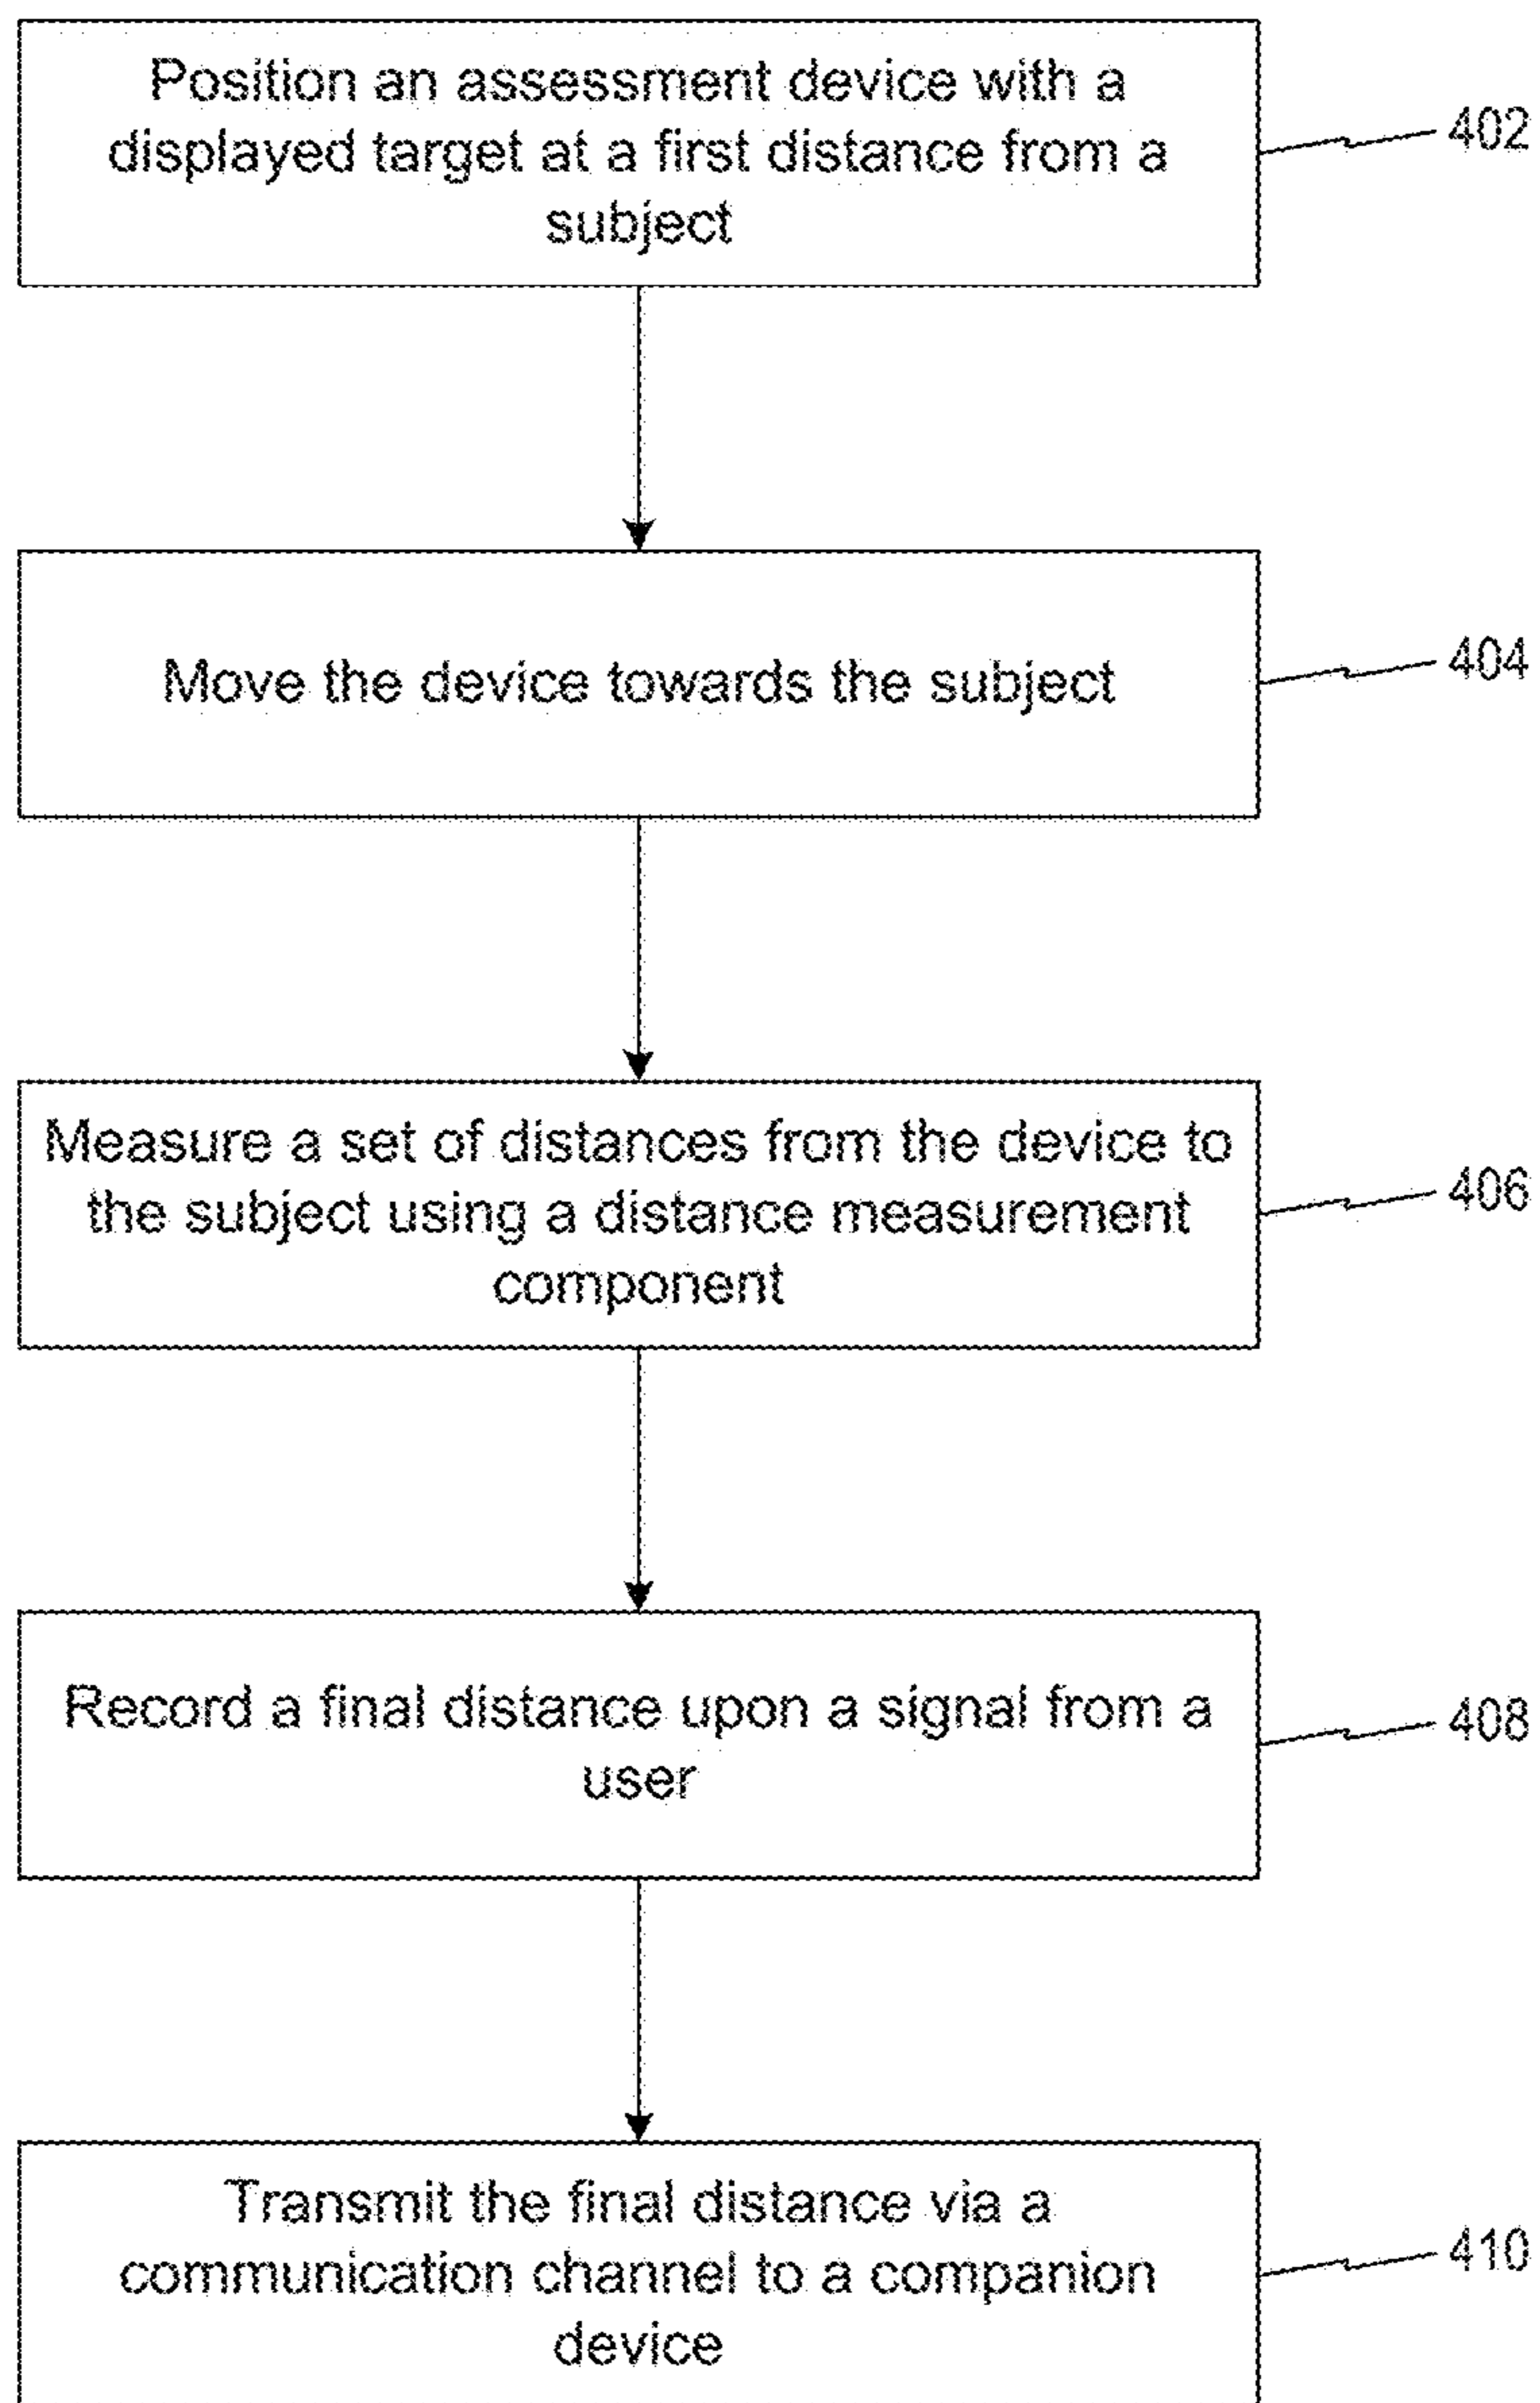 Position an assessment device with a
displayed target at a first distance from a
subject
402
Move the device towards the subject
404
Measure a set of distances from the device to
the subject using a distance measurement
component
406
Record a final distance upon a signal from a
user
408
Transmit the final distance via a
communication channel to a companion
device
410